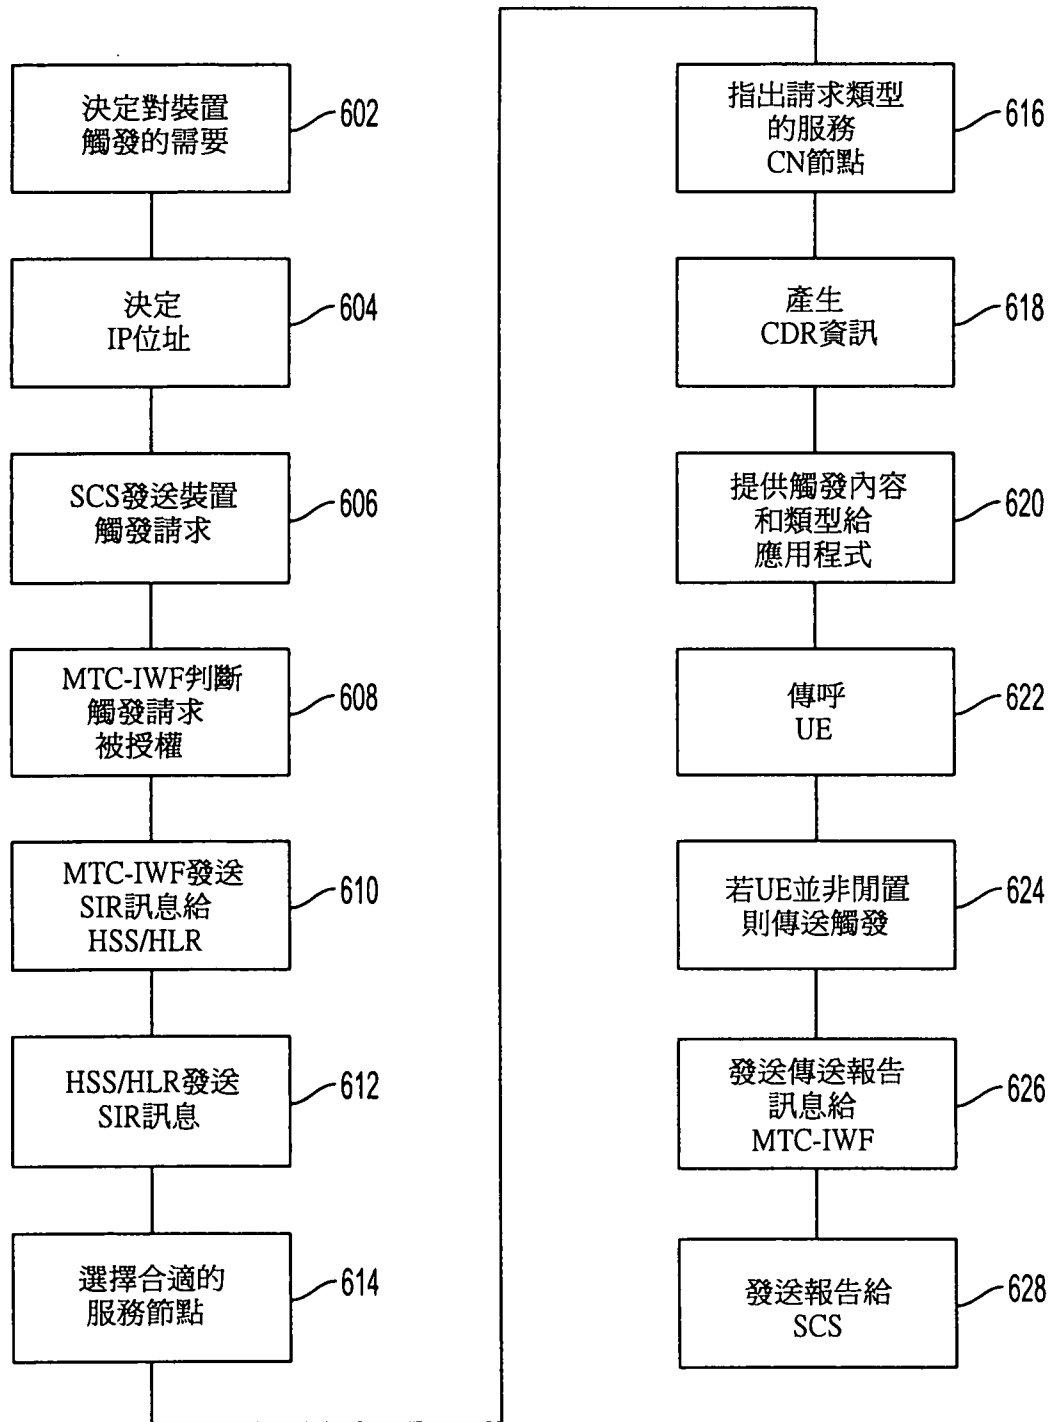 決定對裝置
觸發的需要
602
決定
IP位址
604
SCS發送裝置
觸發請求
606
MTC-IWF判斷
觸發請求
被授權
608
MTC-IWF發送
SIR訊息給
HSS/HLR
610
HSS/HLR發送
SIR訊息
612
選擇合適的
服務節點
614
指出請求類型
的服務
CN節點
616
產生
CDR資訊
618
提供觸發內容
和類型給
應用程式
620
傳呼
UE
622
若UE並非閒置
則傳送觸發
624
發送傳送報告
訊息給
MTC-IWF
626
發送報告給
SCS
628